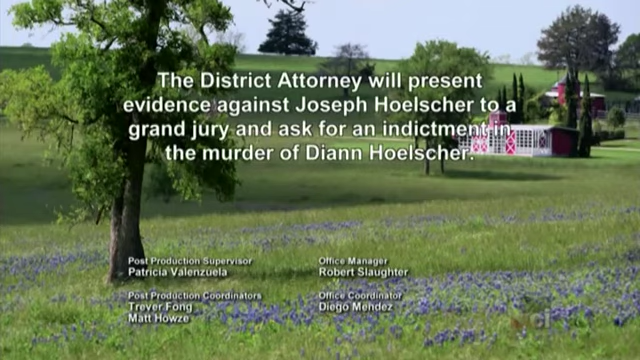 The District Attorney will present
evidence against Joseph Hoelscher to a
grand jury and ask for an indictment in
the murder of Diann Hoelscher.
Post Production Supervisor
Patricia Valenzuela
Office Manager
Robert Slaughter
Post Production Coordinators
Trever Fong
Matt Howze
Office Coordinator
Diego Mendez